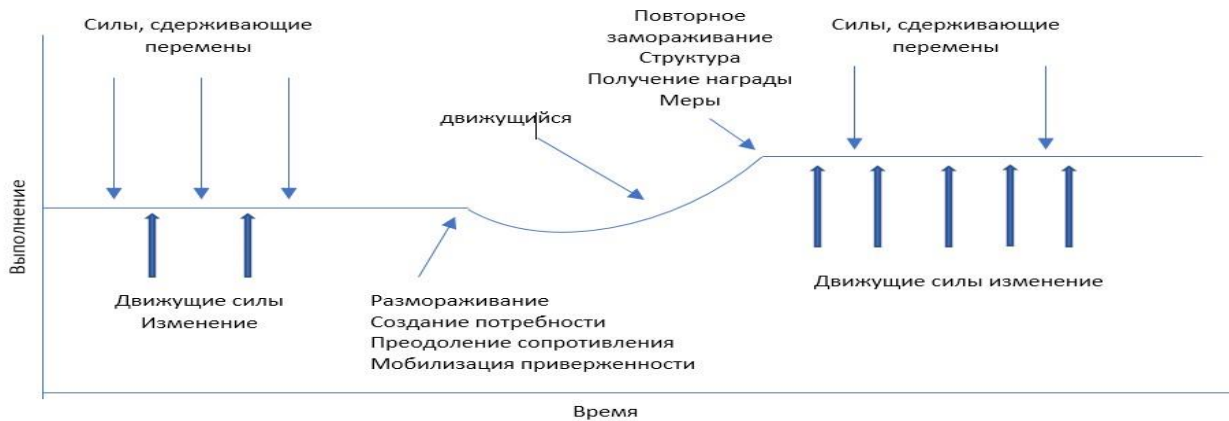 Силы, сдерживающие
перемены
Повторное
замораживание
Структура
Получение награды
Меры
Силы, сдерживающие
перемены
движущийся
Выполнение
Движущие силы
Изменение
Размораживание
Создание потребности
Преодоление сопротивления
Мобилизация приверженности
Движущие силы изменение
Время